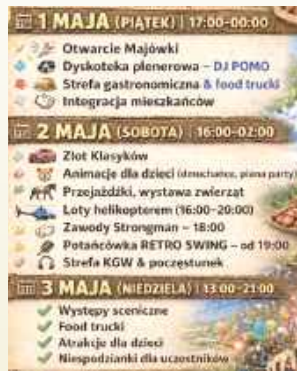 1 MAJA (PIĄTEK) | 17:00-00:00
Otwarcie Majówki
Dyskoteka plenerowa – DJ POMO
Strefa gastronomiczna & food trucki
Integracja mieszkańców
2 MAJA (SOBOTA) | 16:00-02:00
Zlot Klasyków
Animacje dla dzieci (dmuchańce, piana party)
Przejażdżki, wystawa zwierząt
Loty helikopterem (16:00-20:00)
Zawody Strongman – 18:00
Potańcówka RETRO SWING – od 19:00
Strefa KGW & poczęstunek
3 MAJA (NIEDZIELA) | 13:00-21:00
Występy sceniczne
Food trucki
Atrakcje dla dzieci
Niespodzianki dla uczestników